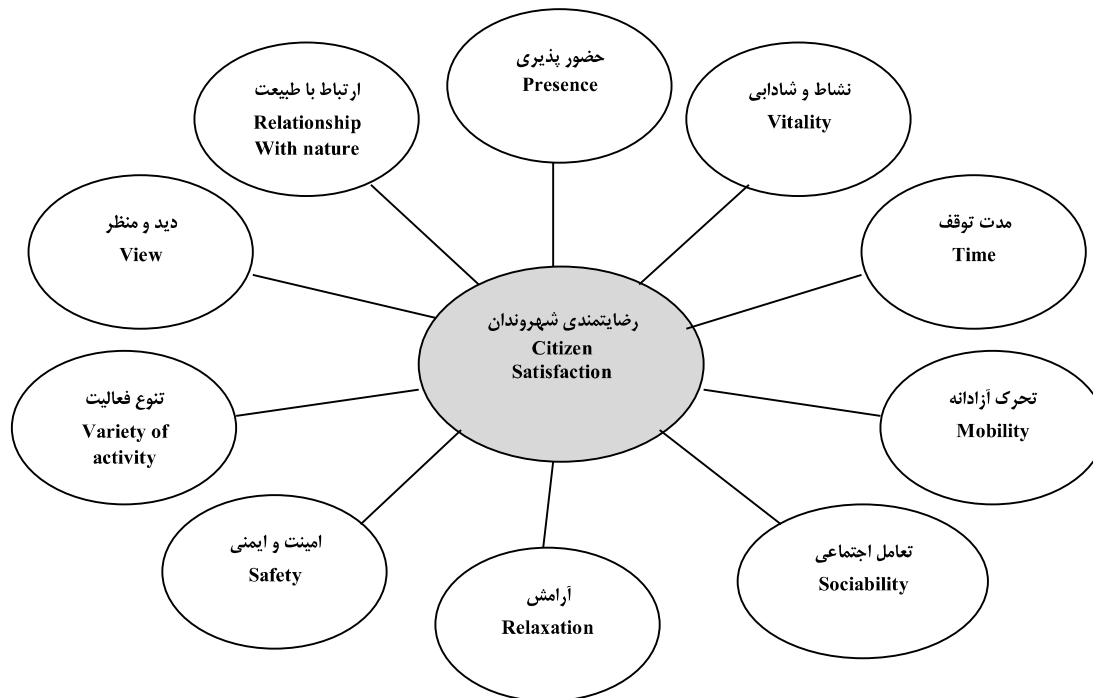 حضور پذیری
Presence
نشاط و شادابی
Vitality
ارتباط با طبیعت
Relationship
With nature
مدت توقف
Time
دید و منظر
View
رضایتمندی شهروندان
Citizen
Satisfaction
تحرک آزادانه
Mobility
تنوع فعالیت
Variety of
activity
تعامل اجتماعی
Sociability
امینت و ایمنی
Safety
آرامش
Relaxation